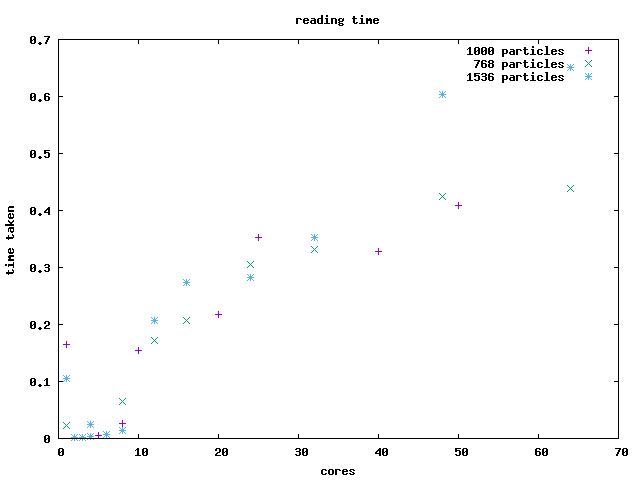 reading time
0.7
0.6
0.5
0.4
0.3
0.2
0.1
0
time taken
1000 particles
768 particles
1536 particles
0 10 20 30 40 50 60 70
cores